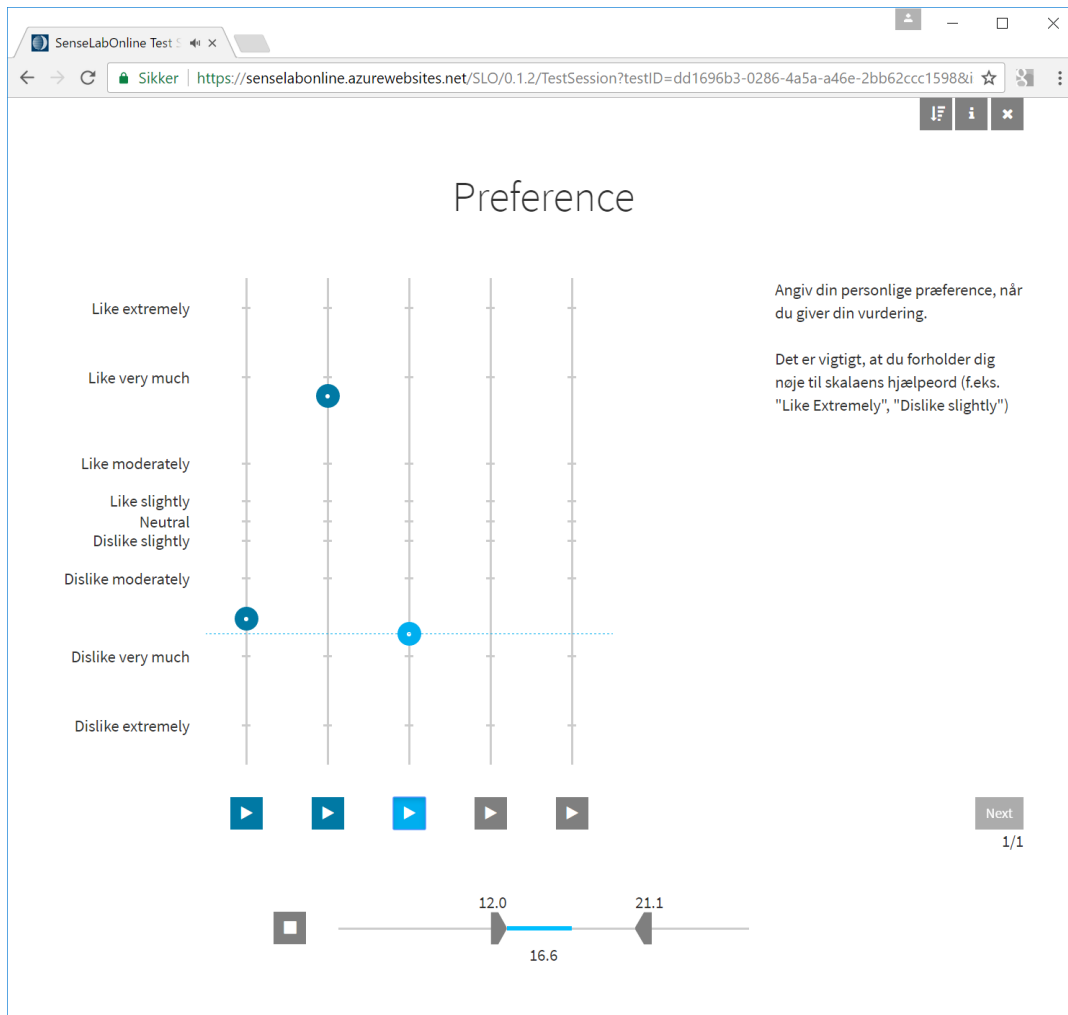 SenseLabOnline Test S
Sikker
https://senselabonline.azurewebsites.net/SLO/0.1.2/TestSession?testID=dd1696b3-0286-4a5a-a46e-2bb62ccc1598&i
Preference
Like extremely
Like very much
Like moderately
Like slightly
Neutral
Dislike slightly
Dislike moderately
Dislike very much
Dislike extremely
Angiv din personlige præference, når
du giver din vurdering.
Det er vigtigt, at du forholder dig
nøje til skalaens hjælpeord (f.eks.
"Like Extremely", "Dislike slightly")
Next
1/1
12.0
21.1
16.6